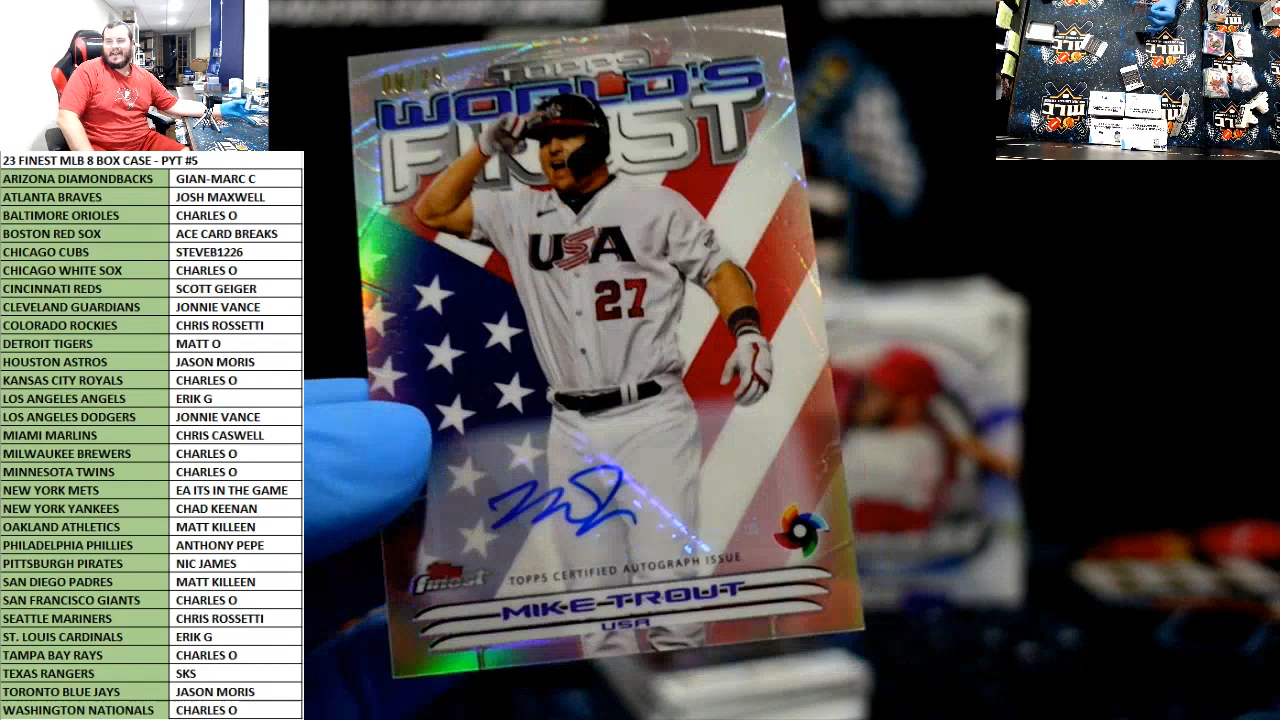 23 FINEST MLB 8 BOX CASE - PYT #5
ARIZONA DIAMONDBACKS GIAN-MARC C
ATLANTA BRAVES JOSH MAXWELL
BALTIMORE ORIOLES CHARLES O
BOSTON RED SOX ACE CARD BREAKS
CHICAGO CUBS STEVEB1226
CHICAGO WHITE SOX CHARLES O
CINCINNATI REDS SCOTT GEIGER
CLEVELAND GUARDIANS JONNIE VANCE
COLORADO ROCKIES CHRIS ROSSETTI
DETROIT TIGERS MATT O
HOUSTON ASTROS JASON MORIS
KANSAS CITY ROYALS CHARLES O
LOS ANGELES ANGELS ERIK G
LOS ANGELES DODGERS JONNIE VANCE
MIAMI MARLINS CHRIS CASWELL
MILWAUKEE BREWERS CHARLES O
MINNESOTA TWINS CHARLES O
NEW YORK METS EA ITS IN THE GAME
NEW YORK YANKEES CHAD KEENAN
OAKLAND ATHLETICS MATT KILLEEN
PHILADELPHIA PHILLIES ANTHONY PEPE
PITTSBURGH PIRATES NIC JAMES
SAN DIEGO PADRES MATT KILLEEN
SAN FRANCISCO GIANTS CHARLES O
SEATTLE MARINERS CHRIS ROSSETTI
ST. LOUIS CARDINALS ERIK G
TAMPA BAY RAYS CHARLES O
TEXAS RANGERS SKS
TORONTO BLUE JAYS JASON MORIS
WASHINGTON NATIONALS CHARLES O
TOPPS
WORLD'S
FINEST
USA
27
TOPPS CERTIFIED AUTOGRAPH ISSUE
Topps
finest
MIKE TROUT
USA